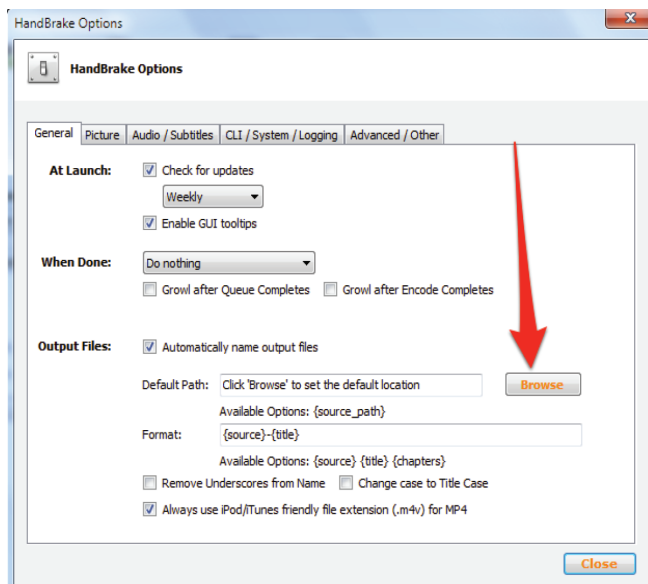 HandBrake Options
HandBrake Options
General Picture Audio / Subtitles CLI / System / Logging Advanced / Other
At Launch: Check for updates
Weekly
Enable GUI tooltips
When Done: Do nothing
Growl after Queue Completes Growl after Encode Completes
Output Files: Automatically name output files
Default Path: Click 'Browse' to set the default location Browse
Available Options: {source_path}
Format: {source}-{title}
Available Options: {source} {title} {chapters}
Remove Underscores from Name Change case to Title Case
Always use iPod/iTunes friendly file extension (.m4v) for MP4
Close